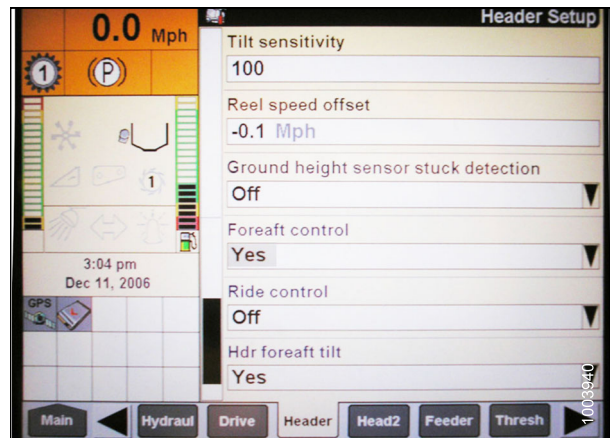 0.0 Mph
1
(P)
1
3:04 pm
Dec 11, 2006
GPS
Header Setup
Tilt sensitivity
100
Reel speed offset
-0.1 Mph
Ground height sensor stuck detection
Off
Foreaft control
Yes
Ride control
Off
Hdr foreaft tilt
Yes
1003940
Main
Hydraul
Drive
Header
Head2
Feeder
Thresh